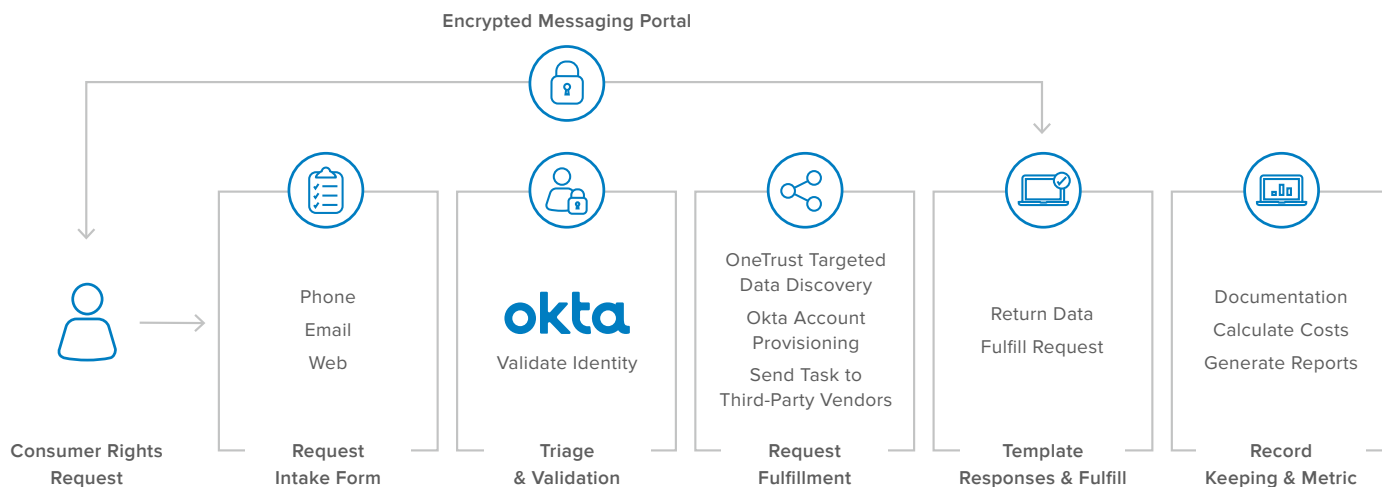 Encrypted Messaging Portal
Phone
Email
Web
okta
Validate Identity
OneTrust Targeted
Data Discovery
Okta Account
Provisioning
Send Task to
Third-Party Vendors
Return Data
Fulfill Request
Documentation
Calculate Costs
Generate Reports
Consumer Rights
Request
Request
Intake Form
Triage
& Validation
Request
Fulfillment
Template
Responses & Fulfill
Record
Keeping & Metric